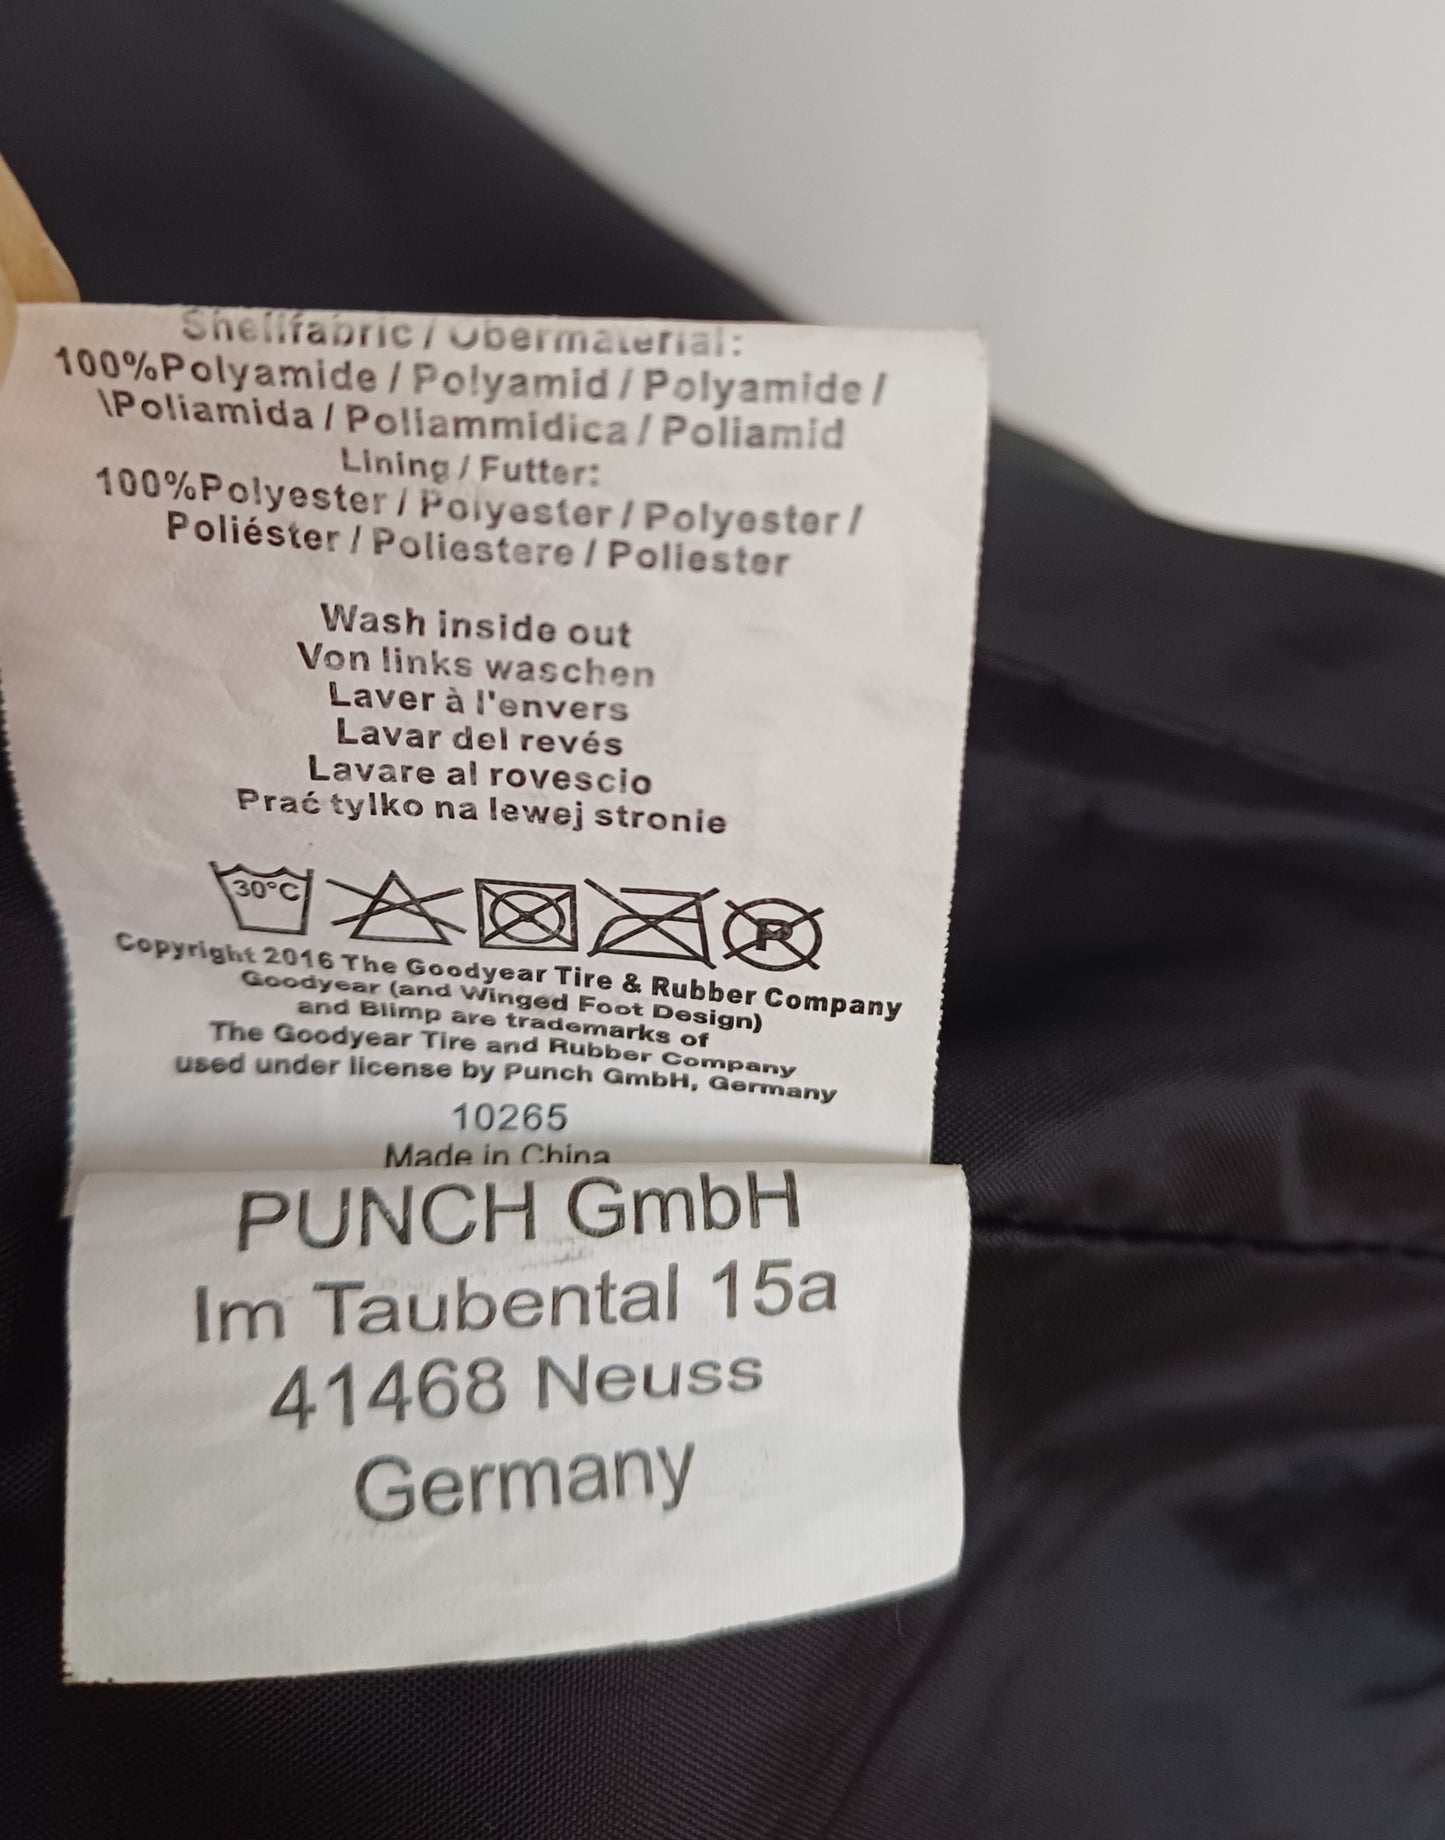 Shellfabric / Obermaterial:
100%Polyamide / Polyamid / Polyamide /
\Poliamida / Poliammidica / Poliamid
Lining / Futter:
100%Polyester / Polyester / Polyester /
Poliéster / Poliestere / Poliester
Wash inside out
Von links waschen
Laver à l'envers
Lavar del revés
Lavare al rovescio
Prać tylko na lewej stronie
30°C P
Copyright 2016 The Goodyear Tire & Rubber Company
Goodyear (and Winged Foot Design)
and Blimp are trademarks of
The Goodyear Tire and Rubber Company
used under license by Punch GmbH, Germany
10265
Made in China
PUNCH GmbH
Im Taubental 15a
41468 Neuss
Germany